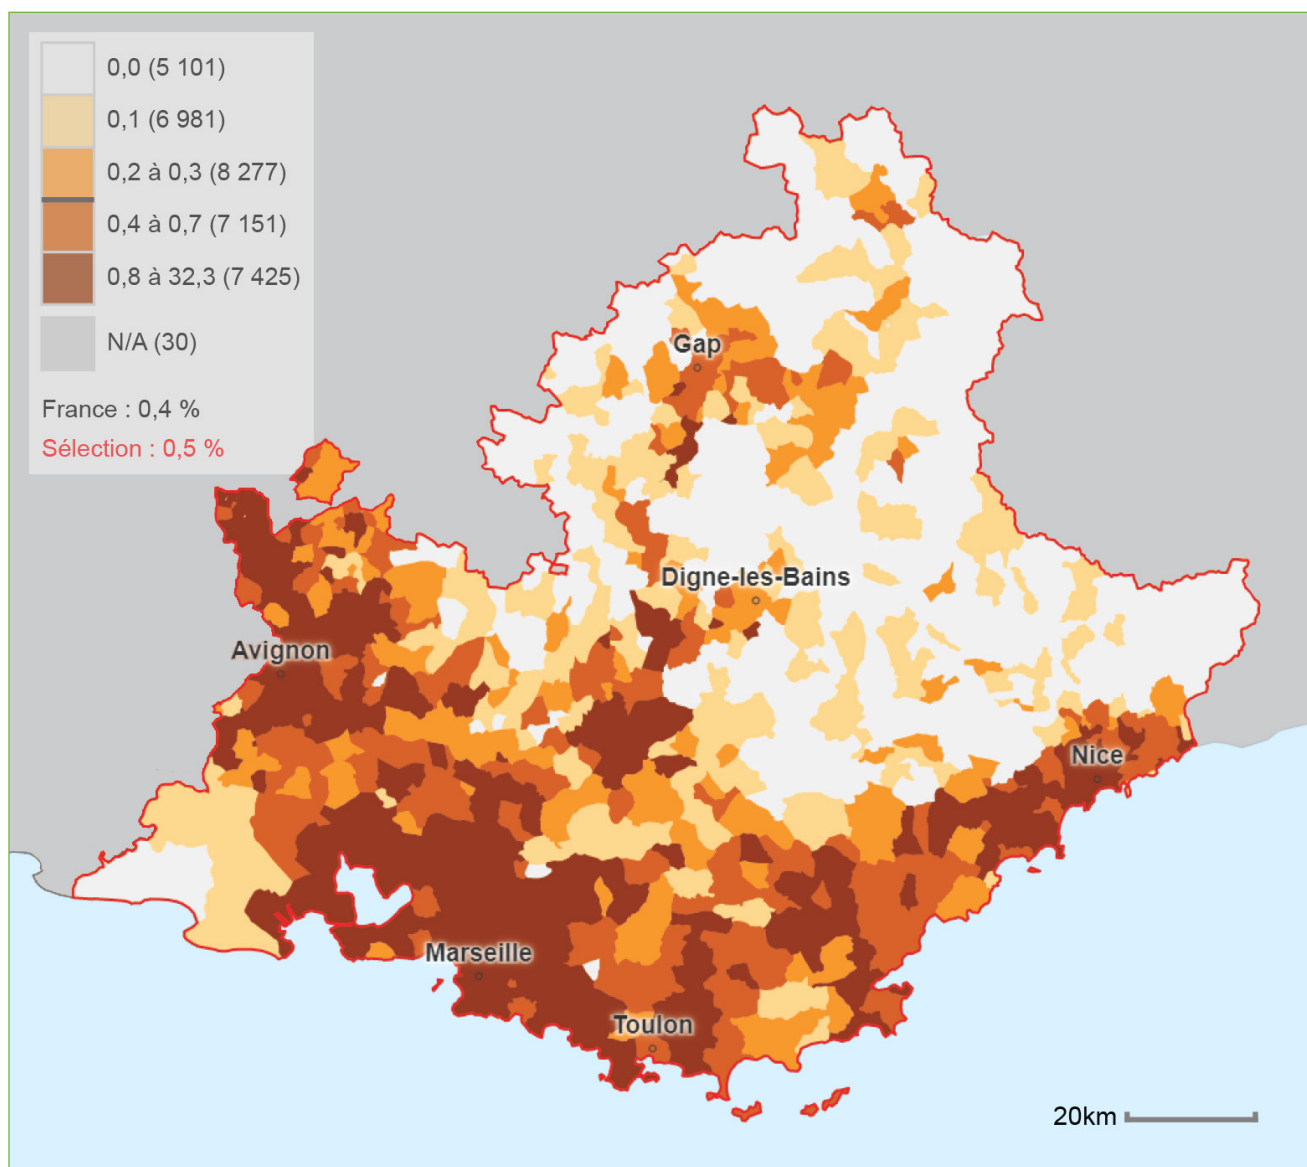 0,0 (5 101)
0,1 (6 981)
0,2 à 0,3 (8 277)
0,4 à 0,7 (7 151)
0,8 à 32,3 (7 425)
N/A (30)
France : 0,4 %
Sélection : 0,5 %
Gap
Digne-les-Bains
Avignon
Nice
Marseille
Toulon
20km